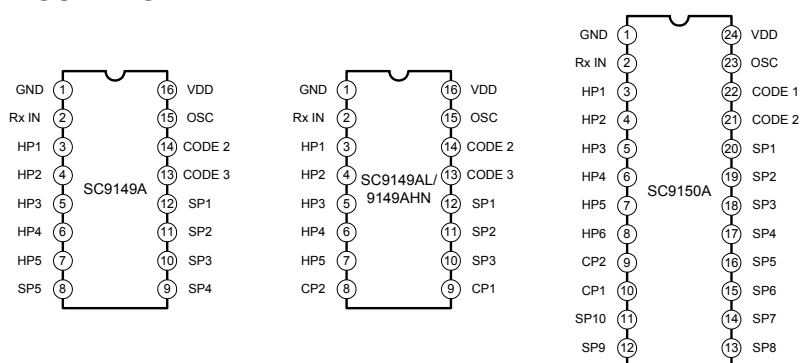 GND 1 16 VDD
Rx IN 2 15 OSC
HP1 3 14 CODE 2
HP2 4 13 CODE 3
SC9149A
HP3 5 12 SP1
HP4 6 11 SP2
HP5 7 10 SP3
SP5 8 9 SP4
GND 1 16 VDD
Rx IN 2 15 OSC
HP1 3 14 CODE 2
HP2 4 13 CODE 3
SC9149AL/
9149AHN
HP3 5 12 SP1
HP4 6 11 SP2
HP5 7 10 SP3
CP2 8 9 CP1
GND 1 24 VDD
Rx IN 2 23 OSC
HP1 3 22 CODE 1
HP2 4 21 CODE 2
HP3 5 20 SP1
HP4 6 19 SP2
SC9150A
HP5 7 18 SP3
HP6 8 17 SP4
CP2 9 16 SP5
CP1 10 15 SP6
SP10 11 14 SP7
SP9 12 13 SP8